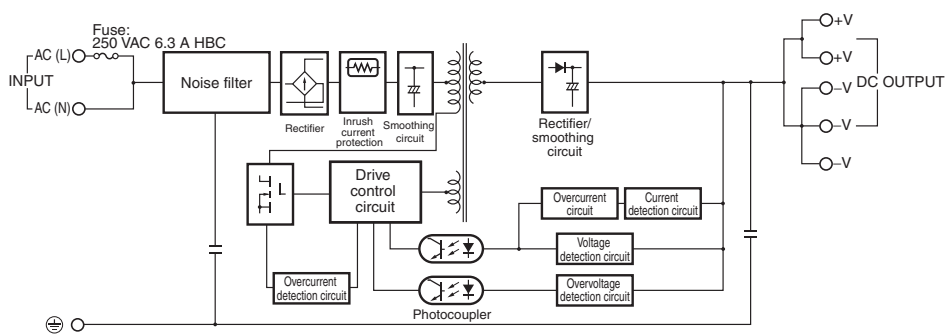 Fuse:
250 VAC 6.3 A HBC
AC (L)
INPUT
AC (N)
Noise filter
Rectifier
Inrush
current
protection
Smoothing
circuit
Rectifier/
smoothing
circuit
+V
+V
–V
–V
–V
DC OUTPUT
Drive
control
circuit
Overcurrent
circuit
Current
detection circuit
Voltage
detection circuit
Overcurrent
detection circuit
Overvoltage
detection circuit
Photocoupler